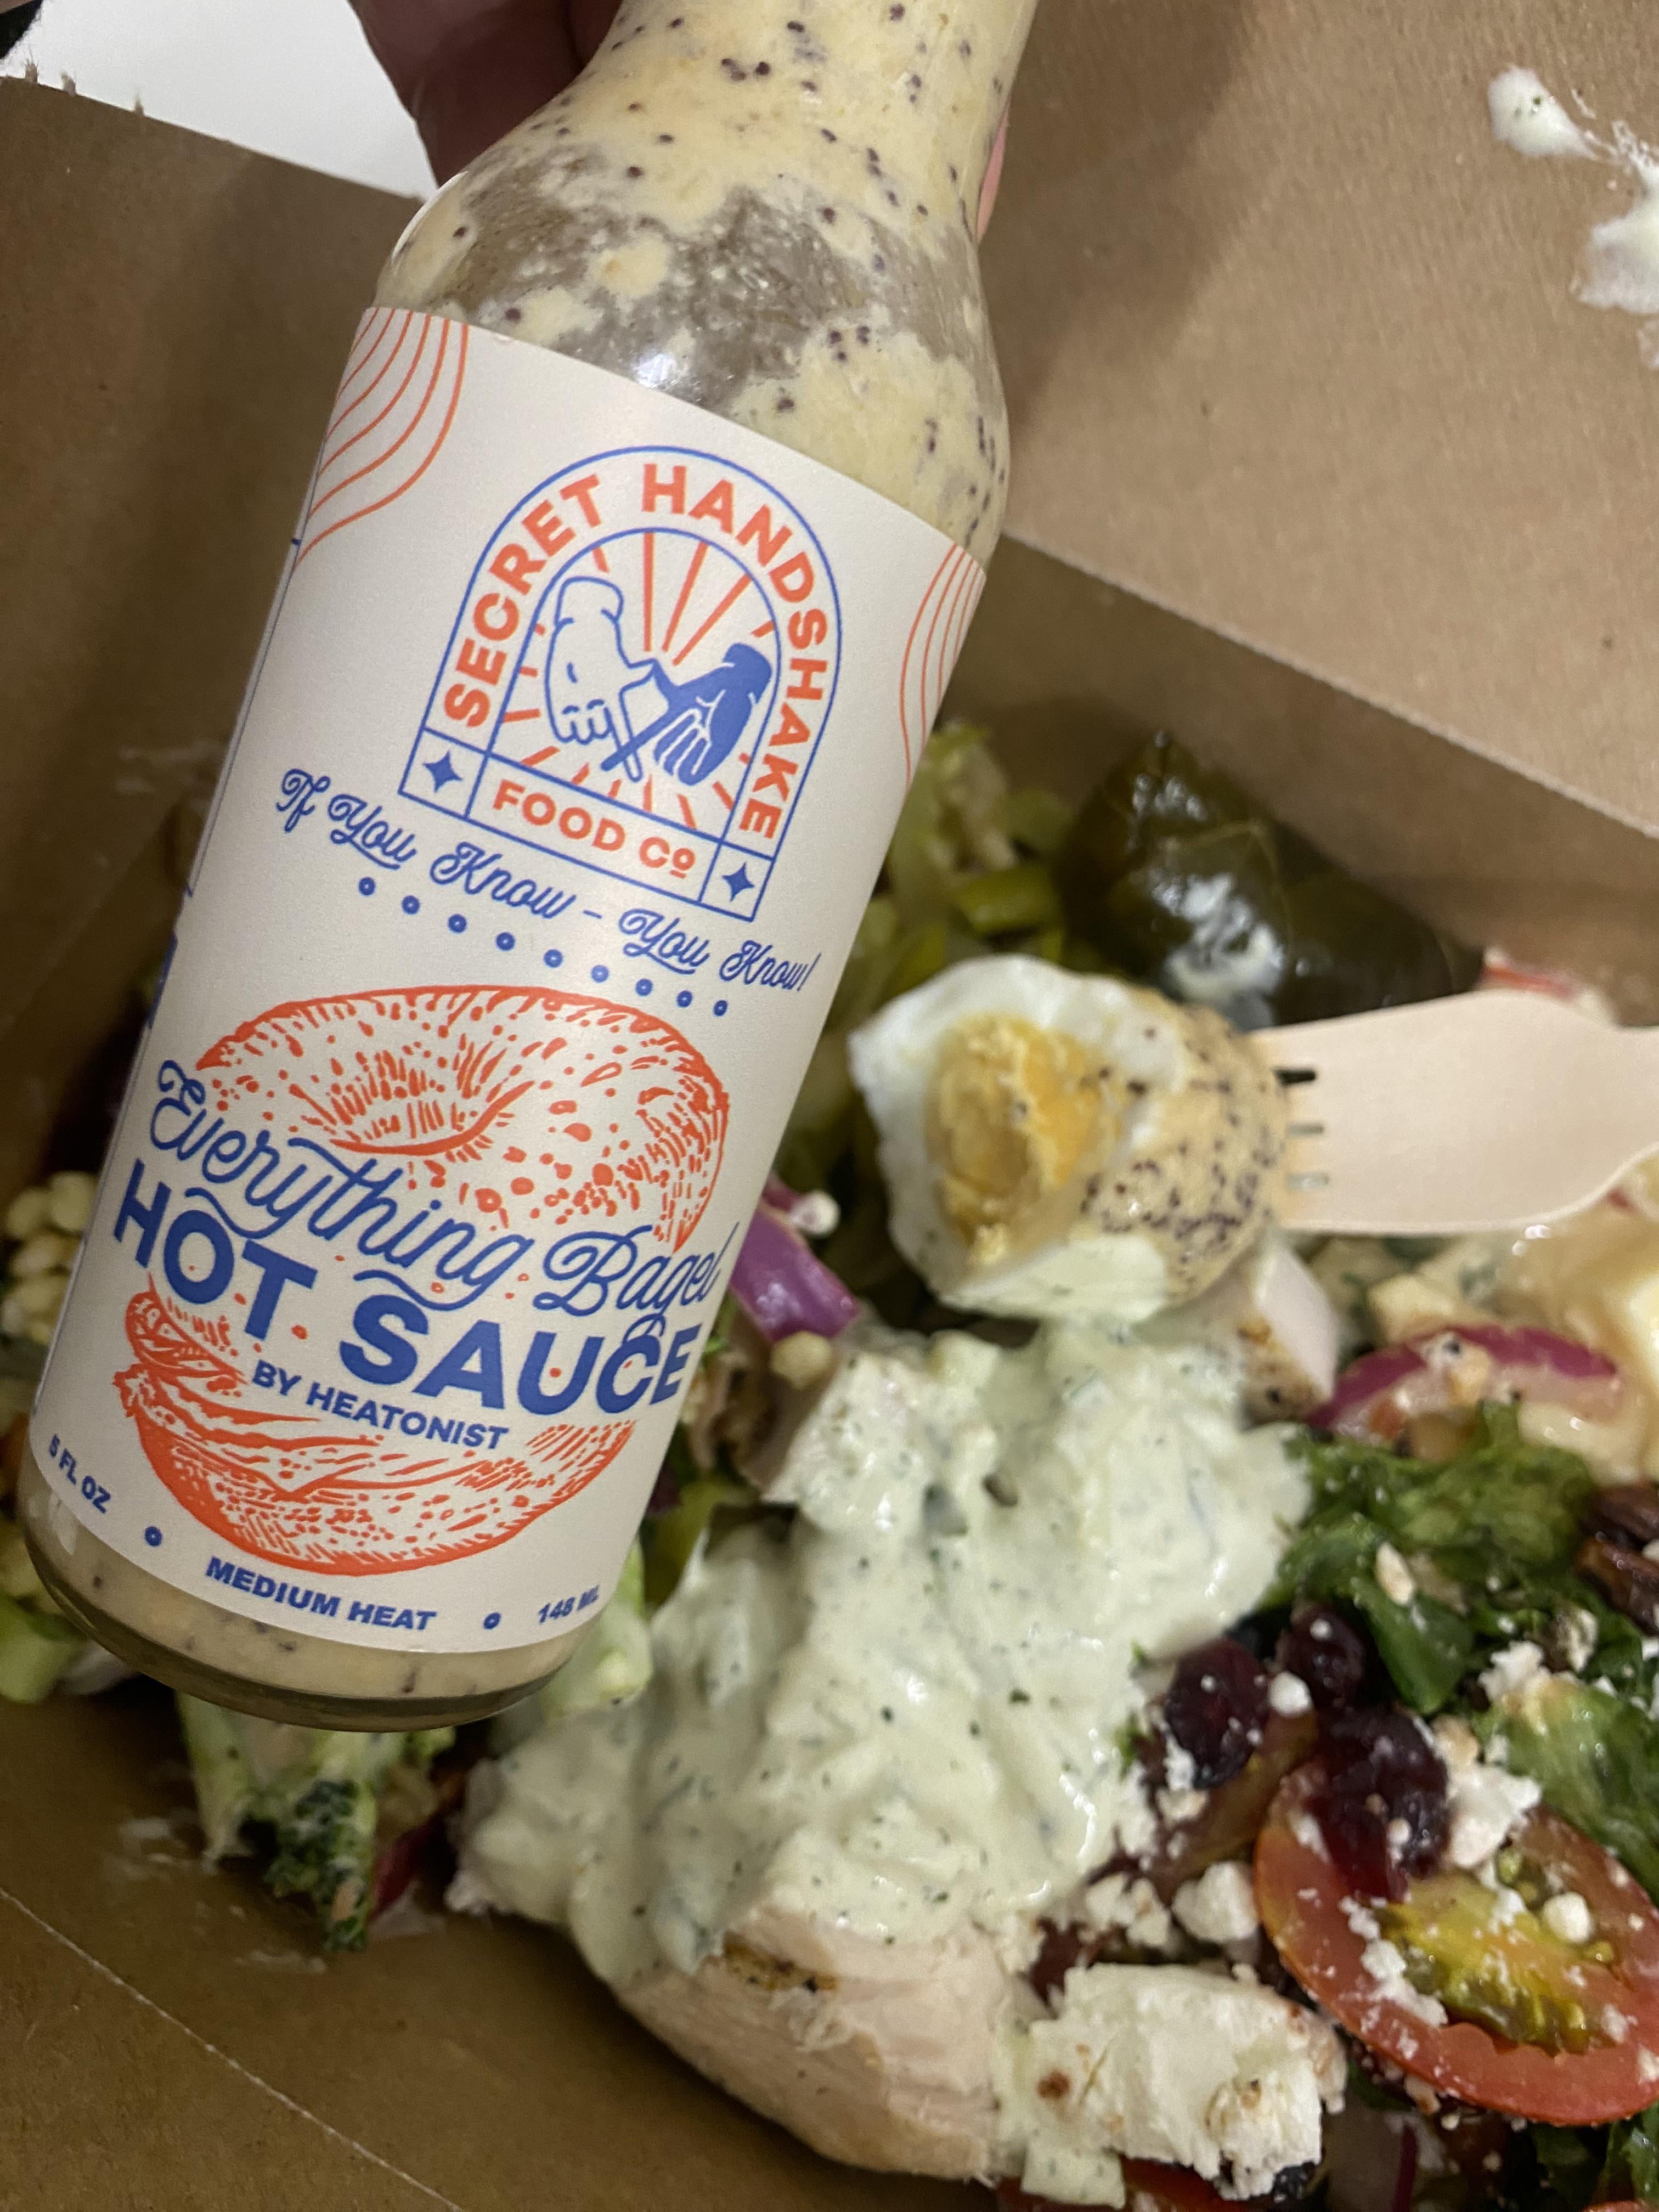 SECRET HANDSHAKE
FOOD Cº
If You Know - You Know!
Everything Bagel
HOT SAUCE
BY HEATONIST
5 FL OZ
MEDIUM HEAT
148 ML